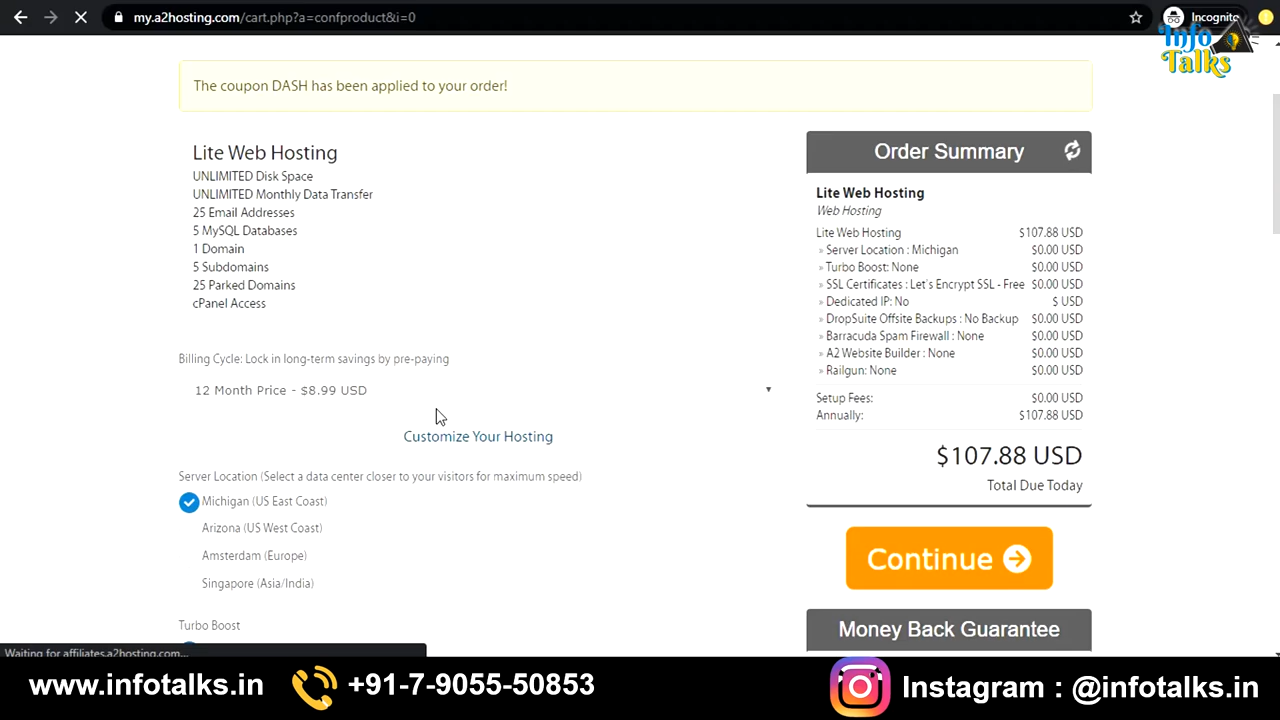 my.a2hosting.com/cart.php?a=confproduct&i=0
Incognito
Info
Talks
The coupon DASH has been applied to your order!
Lite Web Hosting
UNLIMITED Disk Space
UNLIMITED Monthly Data Transfer
25 Email Addresses
5 MySQL Databases
1 Domain
5 Subdomains
25 Parked Domains
cPanel Access
Billing Cycle: Lock in long-term savings by pre-paying
12 Month Price - $8.99 USD
Customize Your Hosting
Server Location (Select a data center closer to your visitors for maximum speed)
Michigan (US East Coast)
Arizona (US West Coast)
Amsterdam (Europe)
Singapore (Asia/India)
Turbo Boost
Order Summary
Lite Web Hosting
Web Hosting
Lite Web Hosting $107.88 USD
» Server Location : Michigan $0.00 USD
» Turbo Boost: None $0.00 USD
» SSL Certificates : Let's Encrypt SSL - Free $0.00 USD
» Dedicated IP: No $ USD
» DropSuite Offsite Backups : No Backup $0.00 USD
» Barracuda Spam Firewall : None $0.00 USD
» A2 Website Builder : None $0.00 USD
» Railgun: None $0.00 USD
Setup Fees: $0.00 USD
Annually: $107.88 USD
$107.88 USD
Total Due Today
Continue
Money Back Guarantee
Waiting for affiliates.a2hosting.com...
www.infotalks.in +91-7-9055-50853 Instagram : @infotalks.in